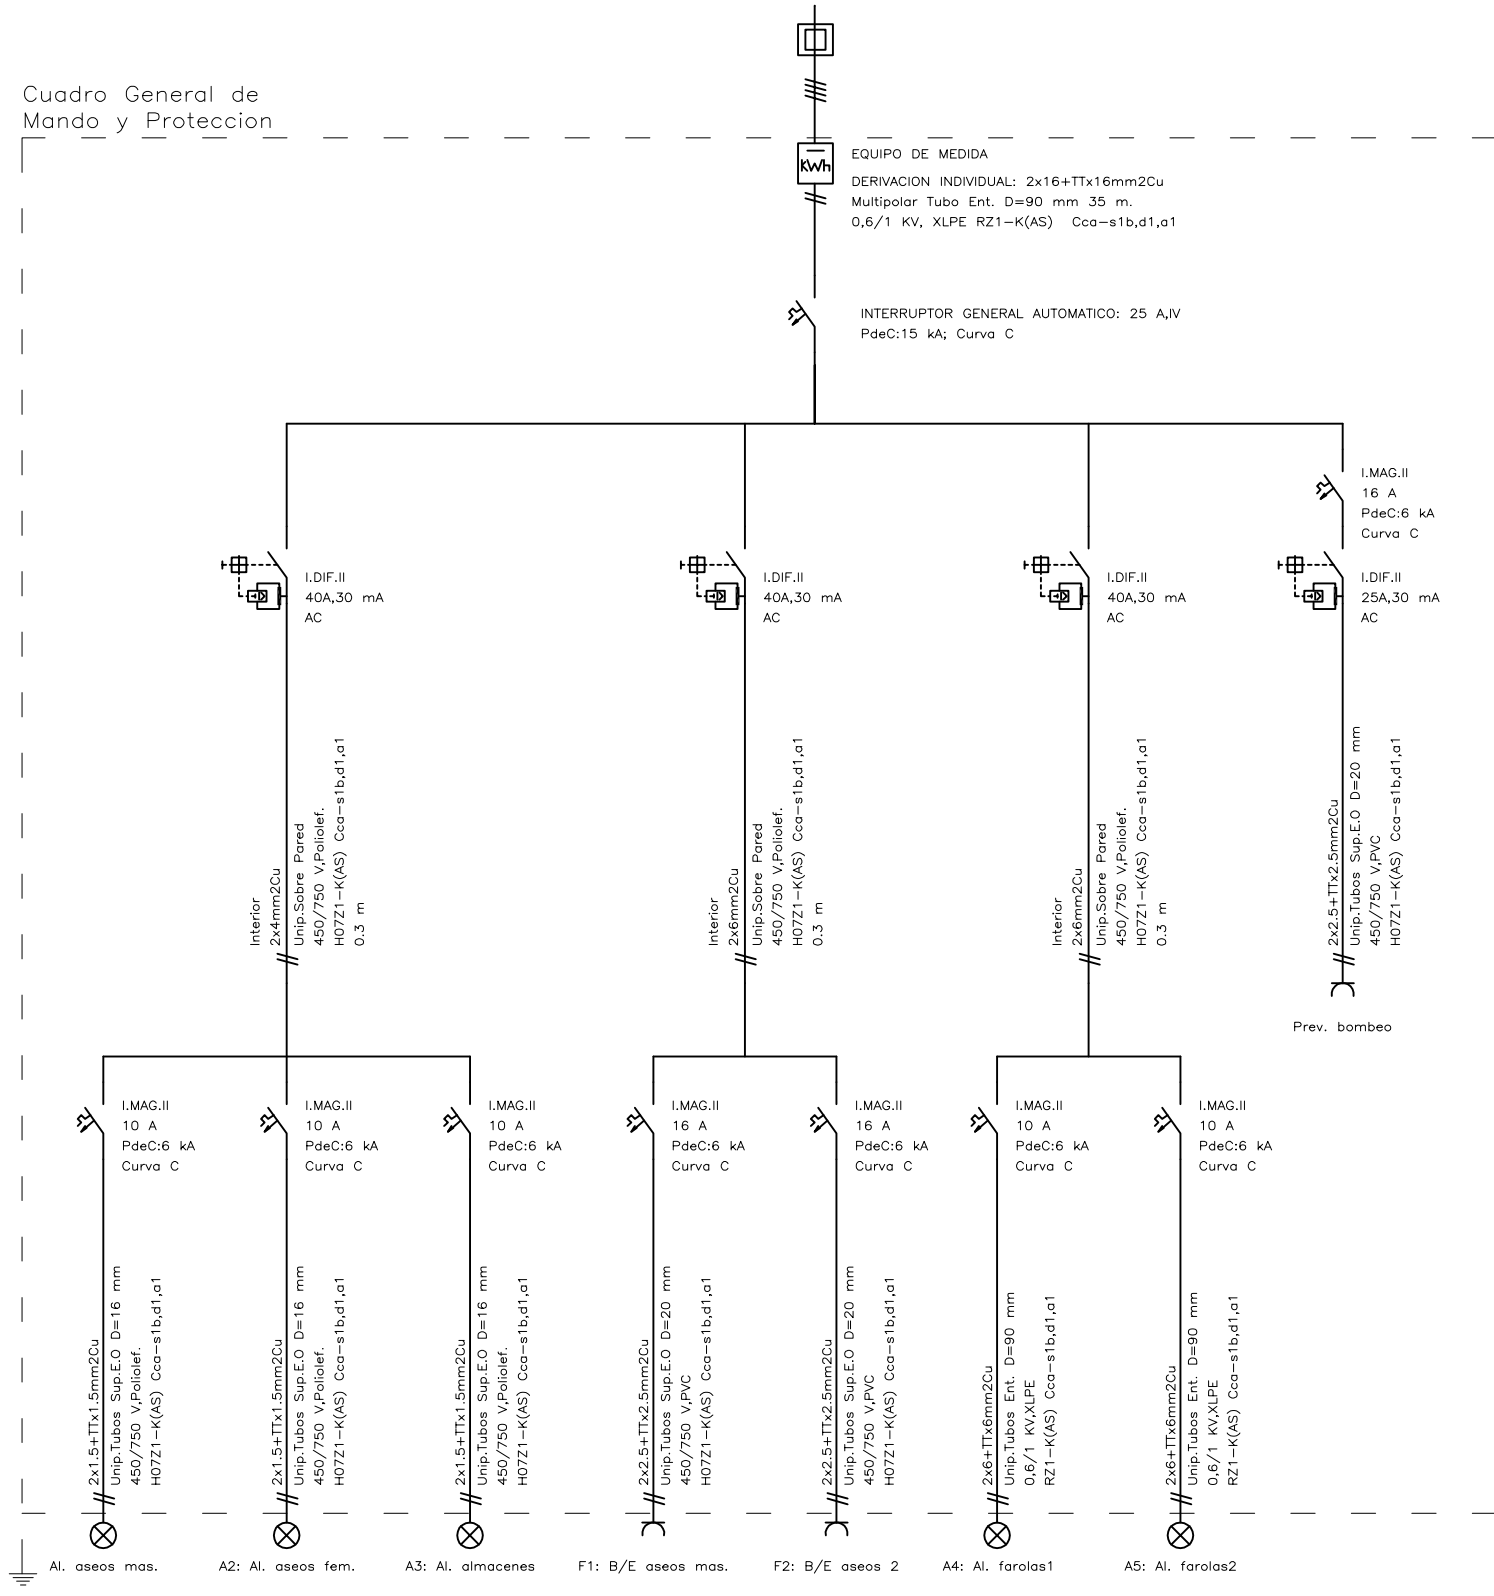 Cuadro General de
Mando y Proteccion
KWh
EQUIPO DE MEDIDA
DERIVACION INDIVIDUAL: 2x16+TTx16mm2Cu
Multipolar Tubo Ent. D=90 mm 35 m.
0,6/1 KV, XLPE RZ1-K(AS) Cca-s1b,d1,a1
INTERRUPTOR GENERAL AUTOMATICO: 25 A,IV
PdeC:15 kA; Curva C
I.MAG.II
16 A
PdeC:6 kA
Curva C
I.DIF.II
40A,30 mA
AC
I.DIF.II
40A,30 mA
AC
I.DIF.II
40A,30 mA
AC
I.DIF.II
25A,30 mA
AC
Interior
2x4mm2Cu
Unip.Sobre Pared
450/750 V,Poliolef.
H07Z1-K(AS) Cca-s1b,d1,a1
0.3 m
Interior
2x6mm2Cu
Unip.Sobre Pared
450/750 V,Poliolef.
H07Z1-K(AS) Cca-s1b,d1,a1
0.3 m
Interior
2x6mm2Cu
Unip.Sobre Pared
450/750 V,Poliolef.
H07Z1-K(AS) Cca-s1b,d1,a1
0.3 m
2x2.5+TTx2.5mm2Cu
Unip.Tubos Sup.E.O D=20 mm
450/750 V,PVC
H07Z1-K(AS) Cca-s1b,d1,a1
Prev. bombeo
I.MAG.II
10 A
PdeC:6 kA
Curva C
I.MAG.II
10 A
PdeC:6 kA
Curva C
I.MAG.II
10 A
PdeC:6 kA
Curva C
I.MAG.II
16 A
PdeC:6 kA
Curva C
I.MAG.II
16 A
PdeC:6 kA
Curva C
I.MAG.II
10 A
PdeC:6 kA
Curva C
I.MAG.II
10 A
PdeC:6 kA
Curva C
2x1.5+TTx1.5mm2Cu
Unip.Tubos Sup.E.O D=16 mm
450/750 V,Poliolef.
H07Z1-K(AS) Cca-s1b,d1,a1
2x1.5+TTx1.5mm2Cu
Unip.Tubos Sup.E.O D=16 mm
450/750 V,Poliolef.
H07Z1-K(AS) Cca-s1b,d1,a1
2x1.5+TTx1.5mm2Cu
Unip.Tubos Sup.E.O D=16 mm
450/750 V,Poliolef.
H07Z1-K(AS) Cca-s1b,d1,a1
2x2.5+TTx2.5mm2Cu
Unip.Tubos Sup.E.O D=20 mm
450/750 V,PVC
H07Z1-K(AS) Cca-s1b,d1,a1
2x2.5+TTx2.5mm2Cu
Unip.Tubos Sup.E.O D=20 mm
450/750 V,PVC
H07Z1-K(AS) Cca-s1b,d1,a1
2x6+TTx6mm2Cu
Unip.Tubos Ent. D=90 mm
0,6/1 KV,XLPE
RZ1-K(AS) Cca-s1b,d1,a1
2x6+TTx6mm2Cu
Unip.Tubos Ent. D=90 mm
0,6/1 KV,XLPE
RZ1-K(AS) Cca-s1b,d1,a1
Al. aseos mas.
A2: Al. aseos fem.
A3: Al. almacenes
F1: B/E aseos mas.
F2: B/E aseos 2
A4: Al. farolas1
A5: Al. farolas2